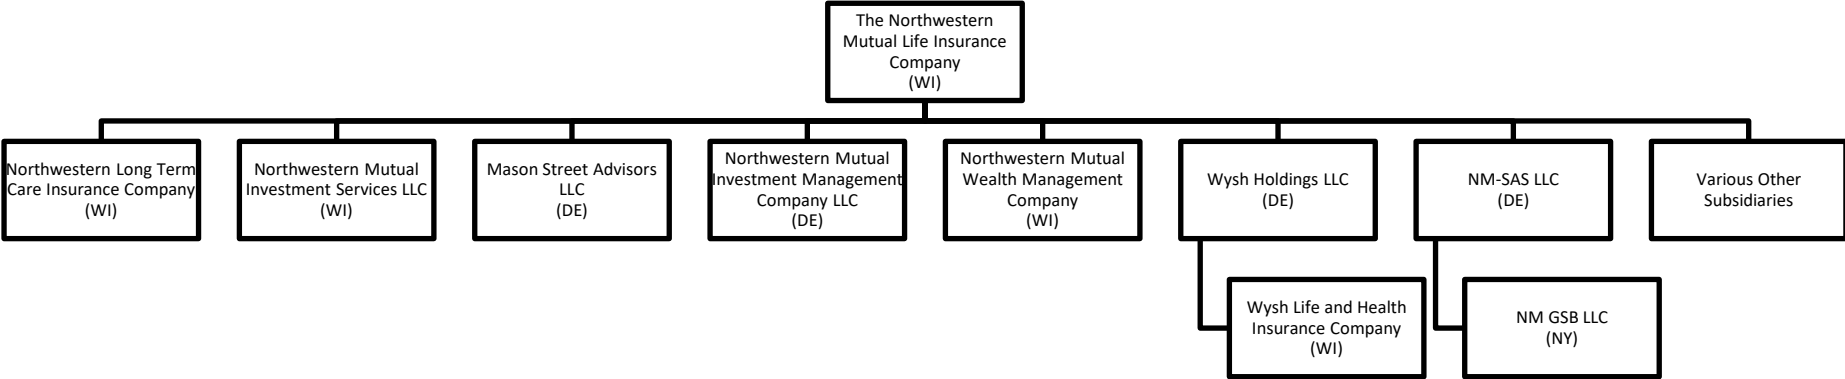 The Northwestern
Mutual Life Insurance
Company
(WI)
Northwestern Long Term
Care Insurance Company
(WI)
Northwestern Mutual
Investment Services LLC
(WI)
Mason Street Advisors
LLC
(DE)
Northwestern Mutual
Investment Management
Company LLC
(DE)
Northwestern Mutual
Wealth Management
Company
(WI)
Wysh Holdings LLC
(DE)
NM-SAS LLC
(DE)
Various Other
Subsidiaries
Wysh Life and Health
Insurance Company
(WI)
NM GSB LLC
(NY)